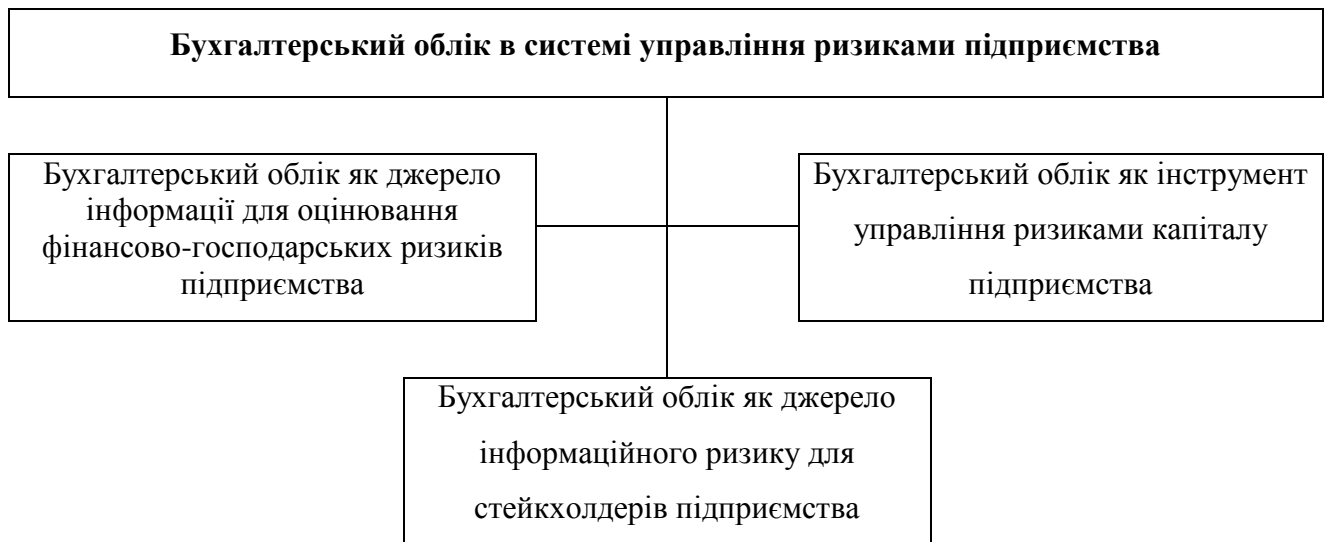 Бухгалтерський облік в системі управління ризиками підприємства
Бухгалтерський облік як джерело
інформації для оцінювання
фінансово-господарських ризиків
підприємства
Бухгалтерський облік як інструмент
управління ризиками капіталу
підприємства
Бухгалтерський облік як джерело
інформаційного ризику для
стейкхолдерів підприємства